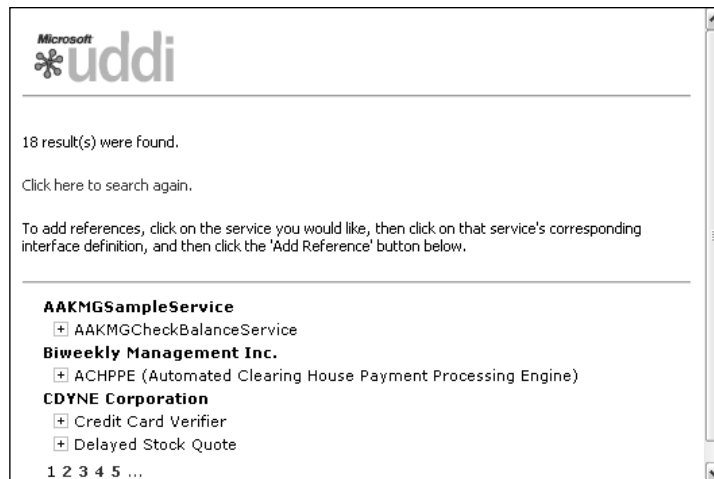 Microsoft
uddi
18 result(s) were found.
Click here to search again.
To add references, click on the service you would like, then click on that service's corresponding
interface definition, and then click the 'Add Reference' button below.
AAKMGSampleService
+ AAKMGCheckBalanceService
Biweekly Management Inc.
+ ACHPPE (Automated Clearing House Payment Processing Engine)
CDYNE Corporation
+ Credit Card Verifier
+ Delayed Stock Quote
1 2 3 4 5 ...